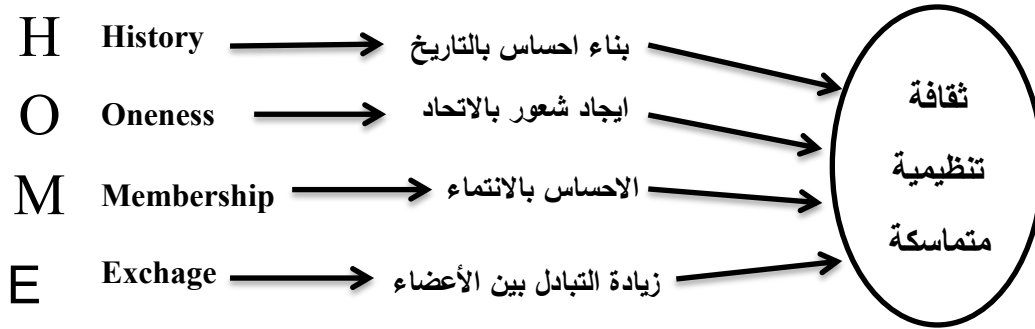 H History بناء احساس بالتاريخ
O Oneness ايجاد شعور بالاتحاد
M Membership الاحساس بالانتماء
E Exchage زيادة التبادل بين الأعضاء
ثقافة
تنظيمية
متماسكة